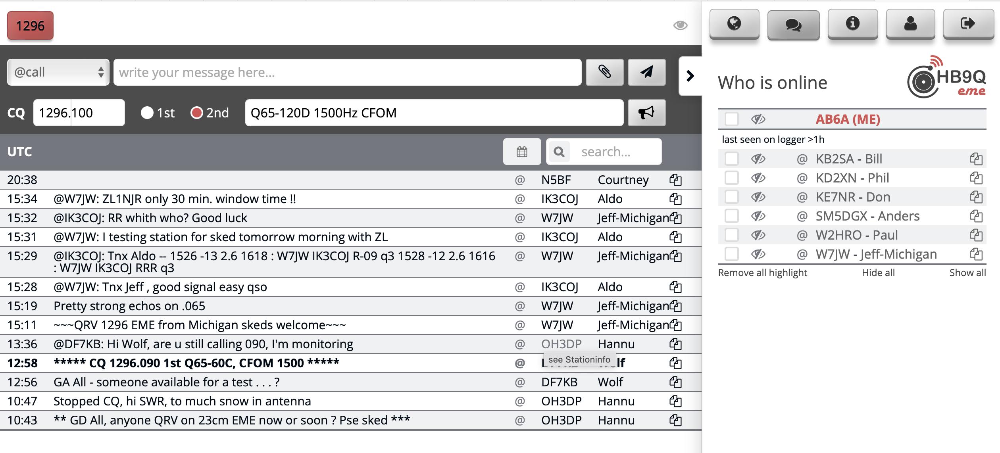 1296
@call
write your message here...
CQ 1296.100 1st 2nd Q65-120D 1500Hz CFOM
UTC search...
20:38 @ N5BF Courtney
15:34 @W7JW: ZL1NJR only 30 min. window time !! @ IK3COJ Aldo
15:32 @IK3COJ: RR whith who? Good luck @ W7JW Jeff-Michigan
15:31 @W7JW: I testing station for sked tomorrow morning with ZL @ IK3COJ Aldo
15:29 @IK3COJ: Tnx Aldo -- 1526 -13 2.6 1618 : W7JW IK3COJ R-09 q3 1528 -12 2.6 1616 @ W7JW Jeff-Michigan
: W7JW IK3COJ RRR q3
15:28 @W7JW: Tnx Jeff , good signal easy qso @ IK3COJ Aldo
15:19 Pretty strong echos on .065 @ W7JW Jeff-Michigan
15:11 ~~~QRV 1296 EME from Michigan skeds welcome~~~ @ W7JW Jeff-Michigan
13:36 @DF7KB: Hi Wolf, are u still calling 090, I'm monitoring @ OH3DP Hannu
see Stationinfo
12:58 ***** CQ 1296.090 1st Q65-60C, CFOM 1500 ***** @
12:56 GA All - someone available for a test . . . ? @ DF7KB Wolf
10:47 Stopped CQ, hi SWR, to much snow in antenna @ OH3DP Hannu
10:43 ** GD All, anyone QRV on 23cm EME now or soon ? Pse sked *** @ OH3DP Hannu
Who is online
HB9Q
eme
AB6A (ME)
last seen on logger >1h
@ KB2SA - Bill
@ KD2XN - Phil
@ KE7NR - Don
@ SM5DGX - Anders
@ W2HRO - Paul
@ W7JW - Jeff-Michigan
Remove all highlight Hide all Show all